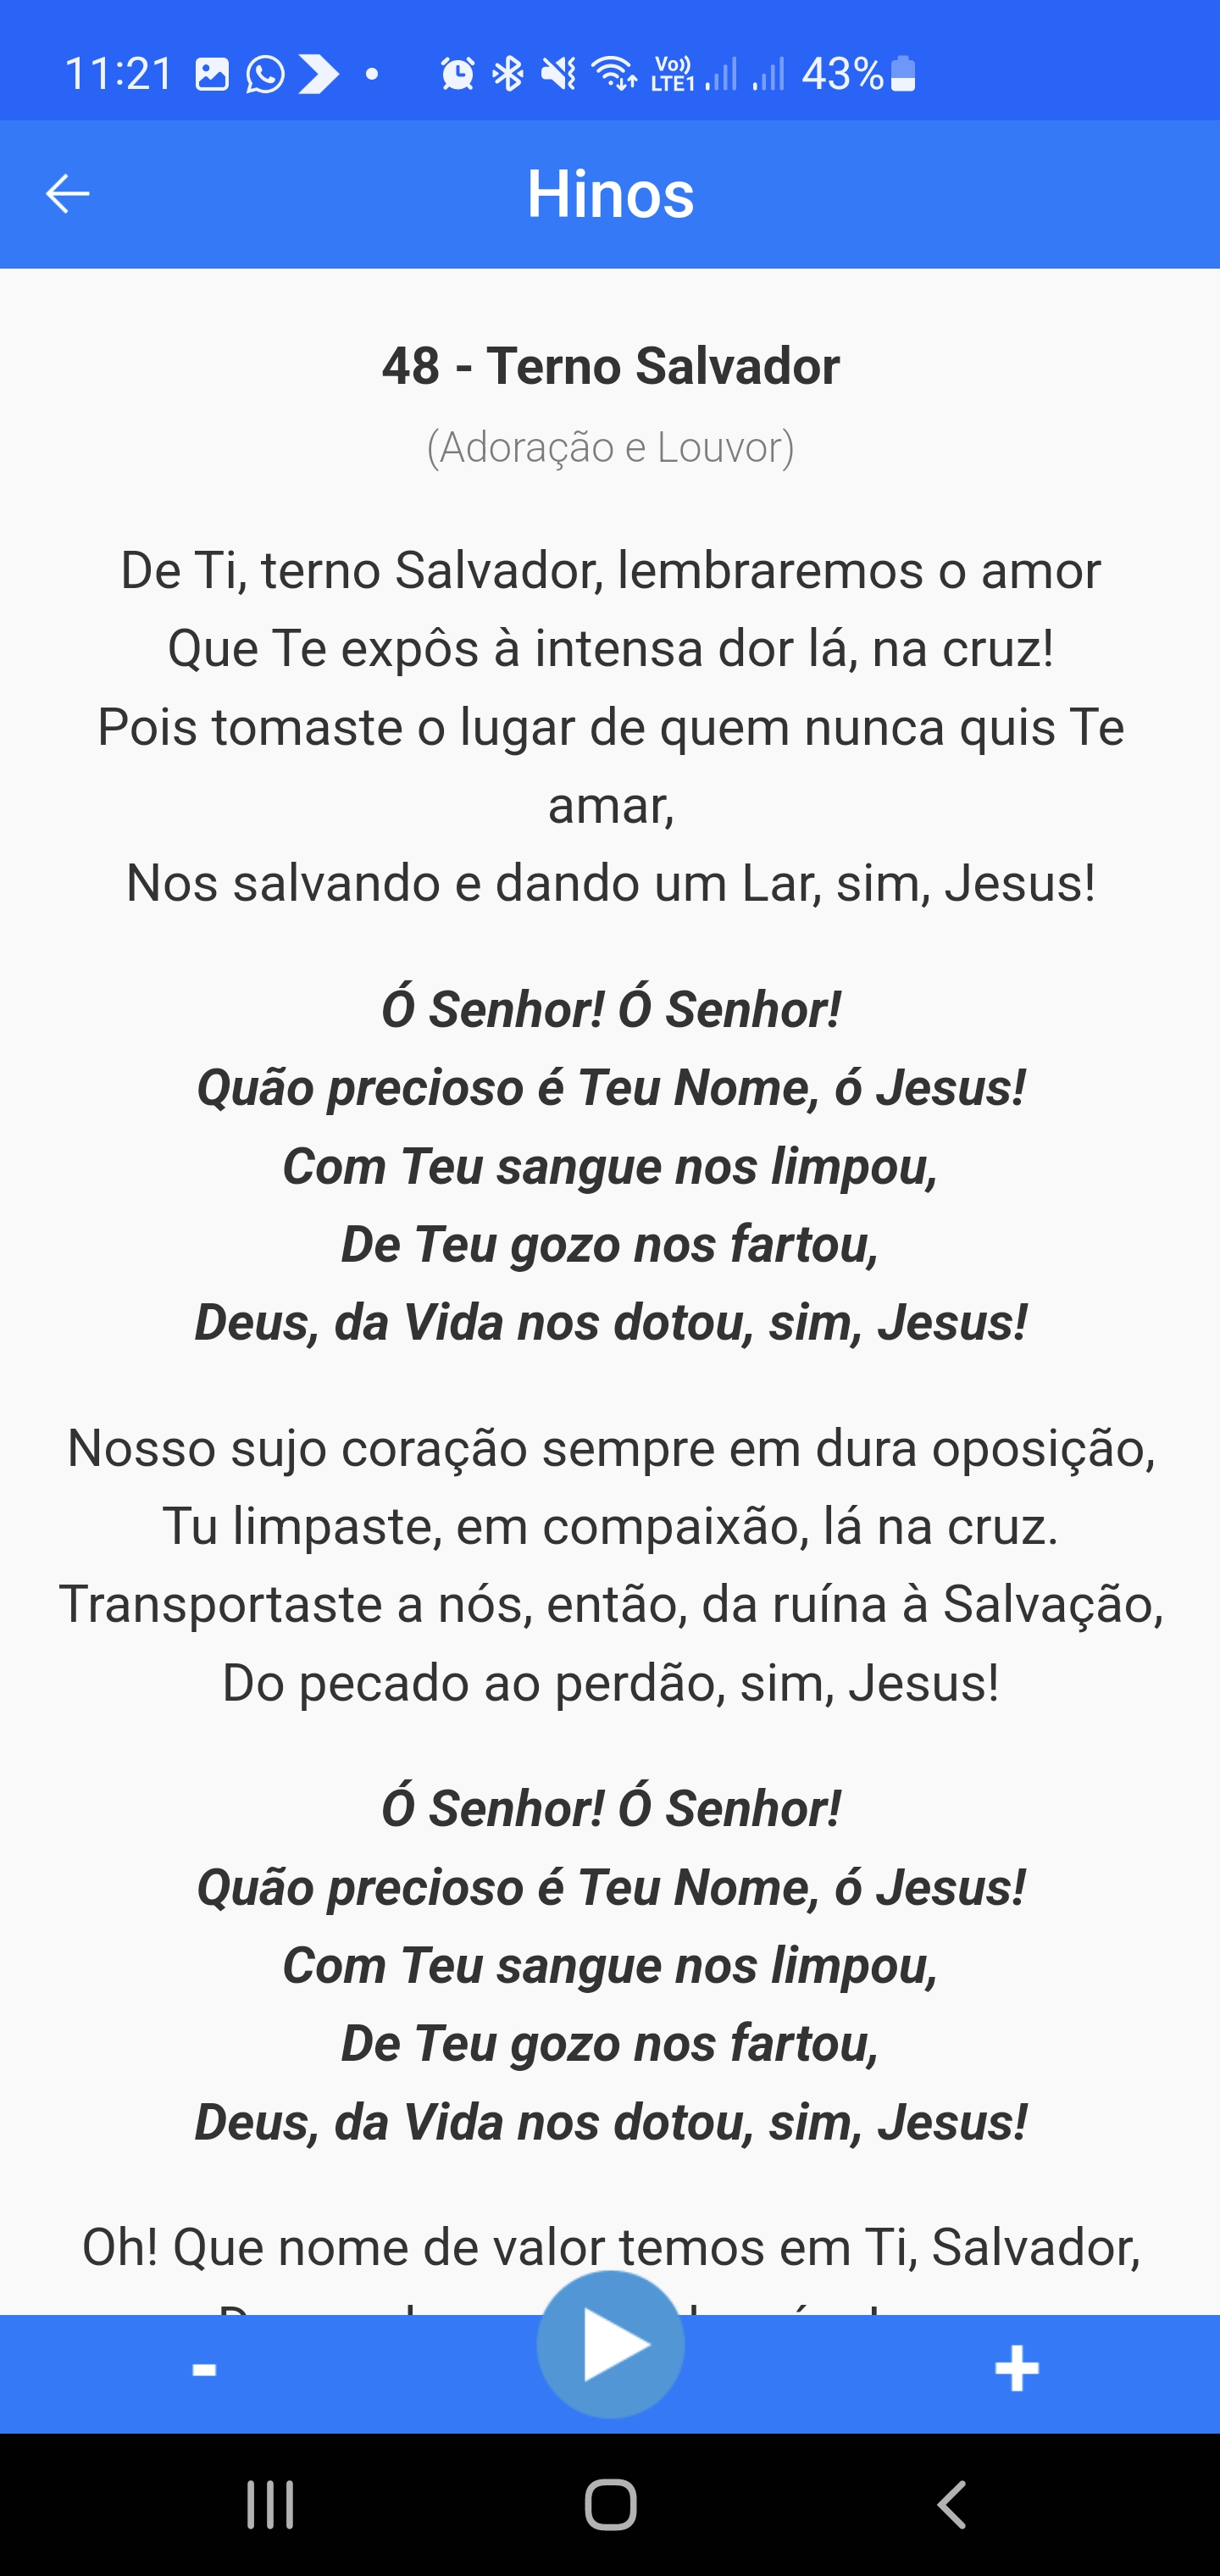 11:21
Vo)) LTE1
43%
Hinos
48 - Terno Salvador
(Adoração e Louvor)
De Ti, terno Salvador, lembraremos o amor
Que Te expôs à intensa dor lá, na cruz!
Pois tomaste o lugar de quem nunca quis Te
amar,
Nos salvando e dando um Lar, sim, Jesus!
Ó Senhor! Ó Senhor!
Quão precioso é Teu Nome, ó Jesus!
Com Teu sangue nos limpou,
De Teu gozo nos fartou,
Deus, da Vida nos dotou, sim, Jesus!
Nosso sujo coração sempre em dura oposição,
Tu limpaste, em compaixão, lá na cruz.
Transportaste a nós, então, da ruína à Salvação,
Do pecado ao perdão, sim, Jesus!
Ó Senhor! Ó Senhor!
Quão precioso é Teu Nome, ó Jesus!
Com Teu sangue nos limpou,
De Teu gozo nos fartou,
Deus, da Vida nos dotou, sim, Jesus!
Oh! Que nome de valor temos em Ti, Salvador,
- +